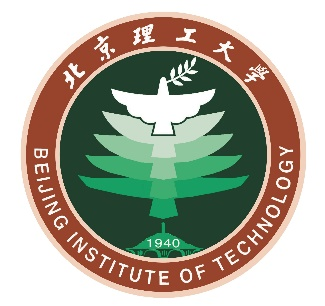 北京理工大学
1940
BEIJING INSTITUTE OF TECHNOLOGY